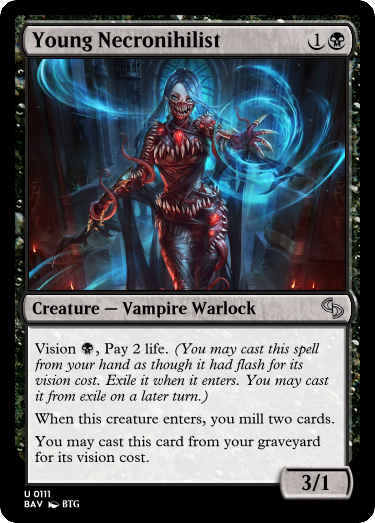 Young Necronihilist 1
Creature — Vampire Warlock
Vision , Pay 2 life. (You may cast this spell
from your hand as though it had flash for its
vision cost. Exile it when it enters. You may cast
it from exile on a later turn.)
When this creature enters, you mill two cards.
You may cast this card from your graveyard
for its vision cost.
3/1
U 0111
BAV BTG